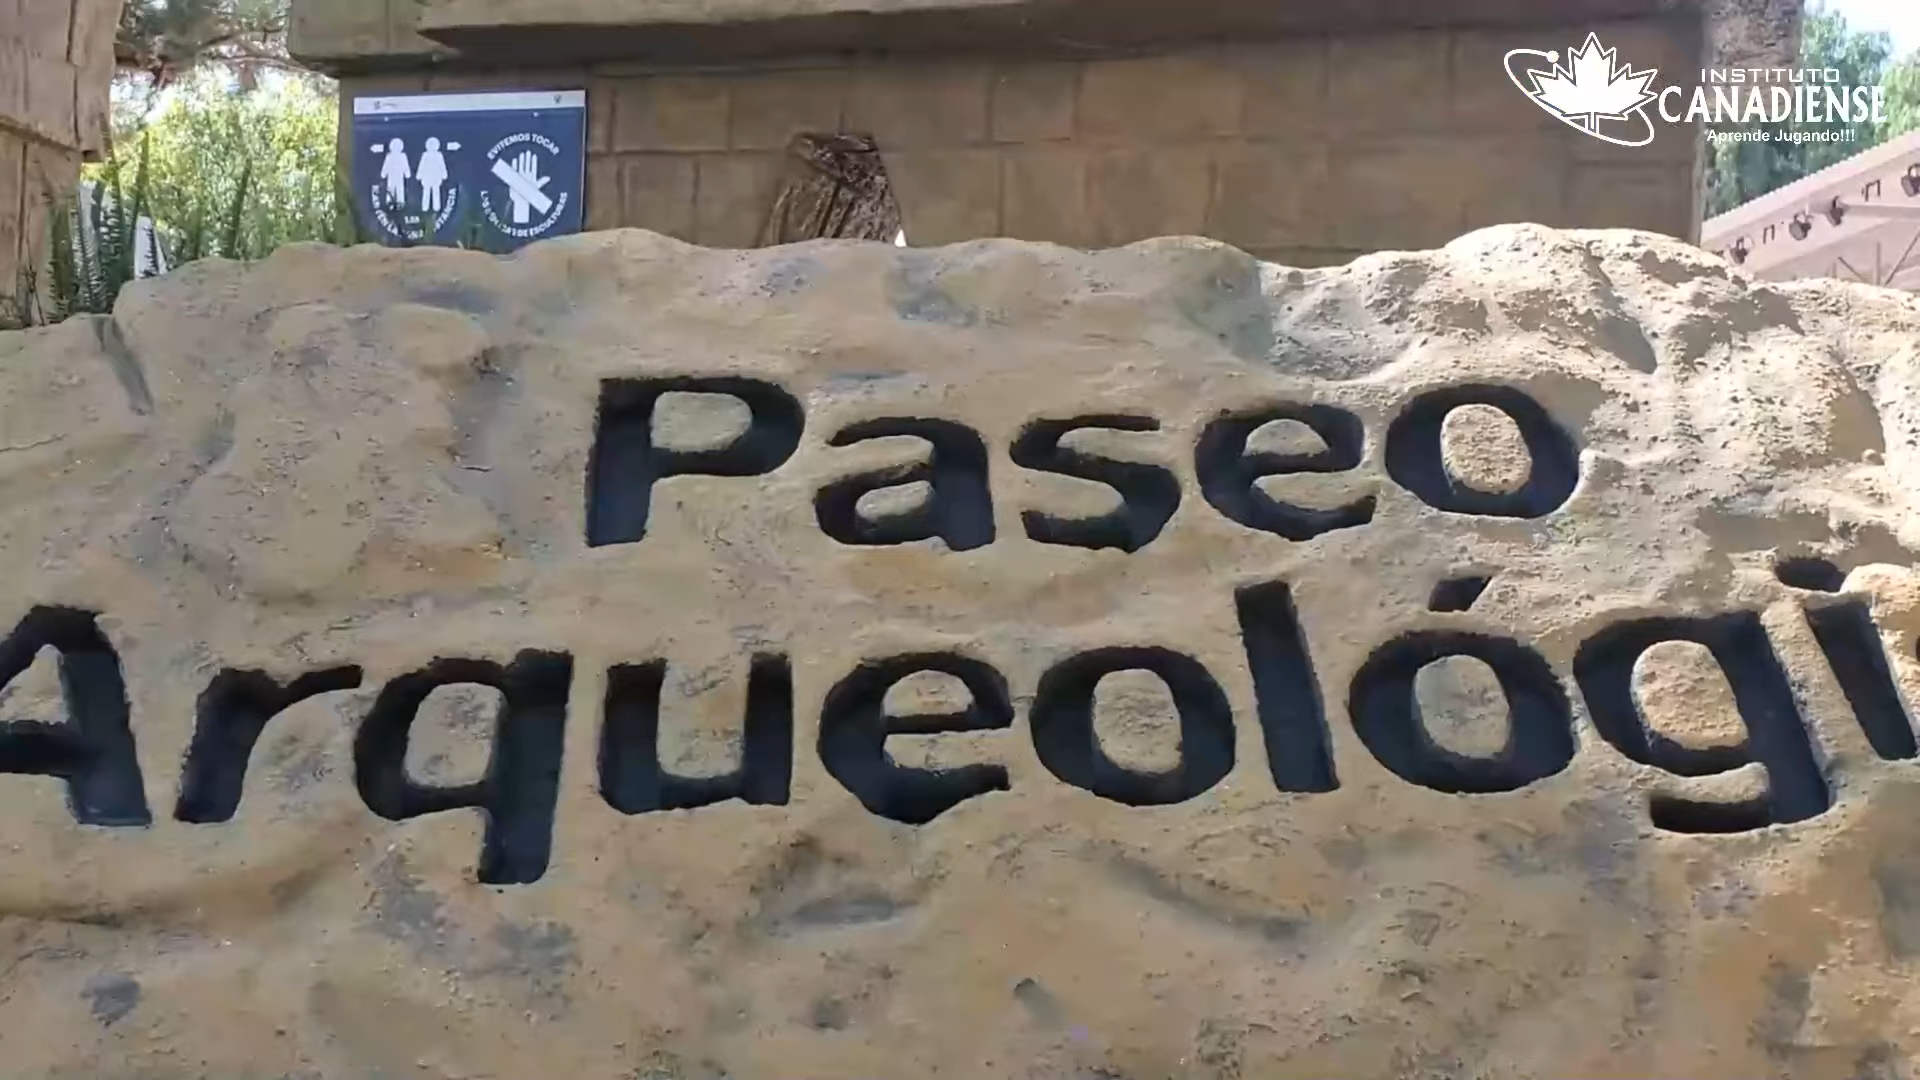 INSTITUTO
CANADIENSE
Aprende Jugando!!!
EVITEMOS TOCAR
Paseo
Arqueológi